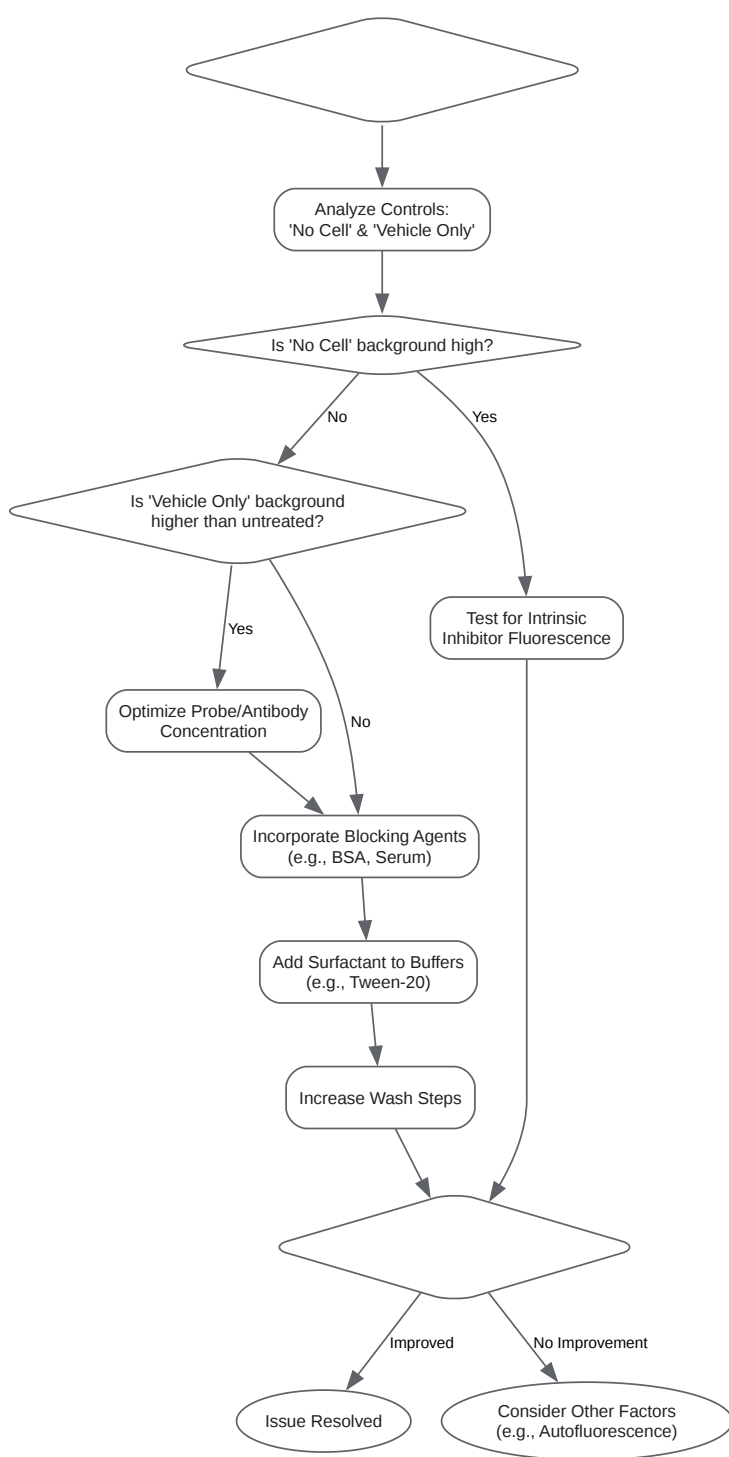 Analyze Controls:
'No Cell' & 'Vehicle Only'
Is 'No Cell' background high?
No
Yes
Is 'Vehicle Only' background
higher than untreated?
Test for Intrinsic
Inhibitor Fluorescence
Yes
Optimize Probe/Antibody
Concentration
No
Incorporate Blocking Agents
(e.g., BSA, Serum)
Add Surfactant to Buffers
(e.g., Tween-20)
Increase Wash Steps
Improved
No Improvement
Issue Resolved
Consider Other Factors
(e.g., Autofluorescence)